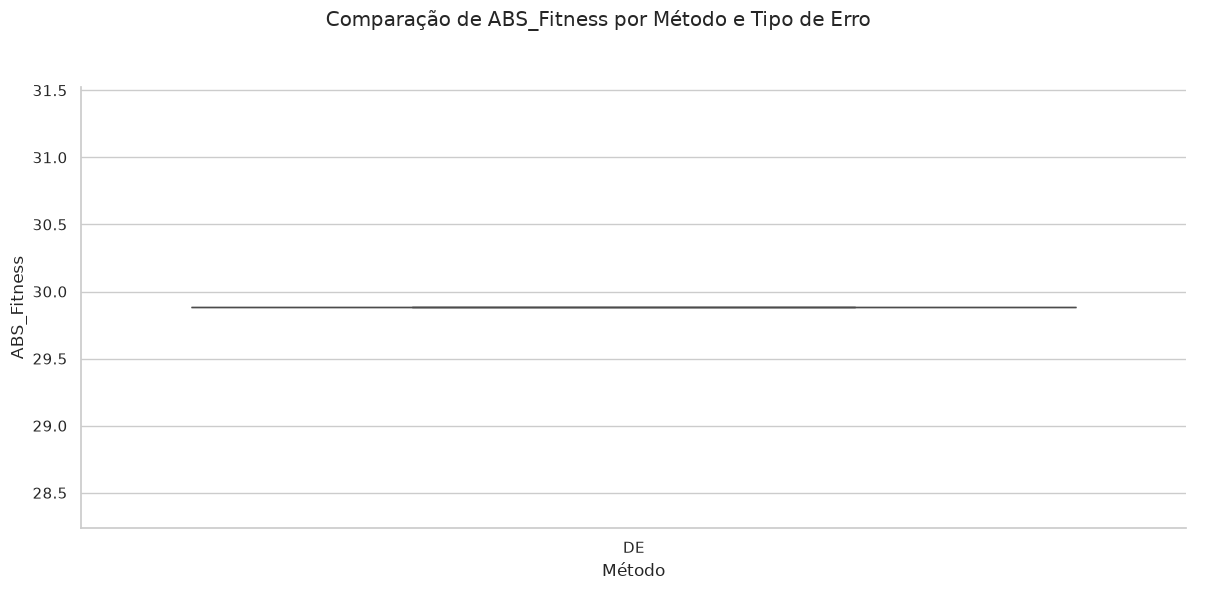 Comparação de ABS_Fitness por Método e Tipo de Erro
31.5
31.0
30.5
30.0
29.5
29.0
28.5
ABS_Fitness
DE
Método